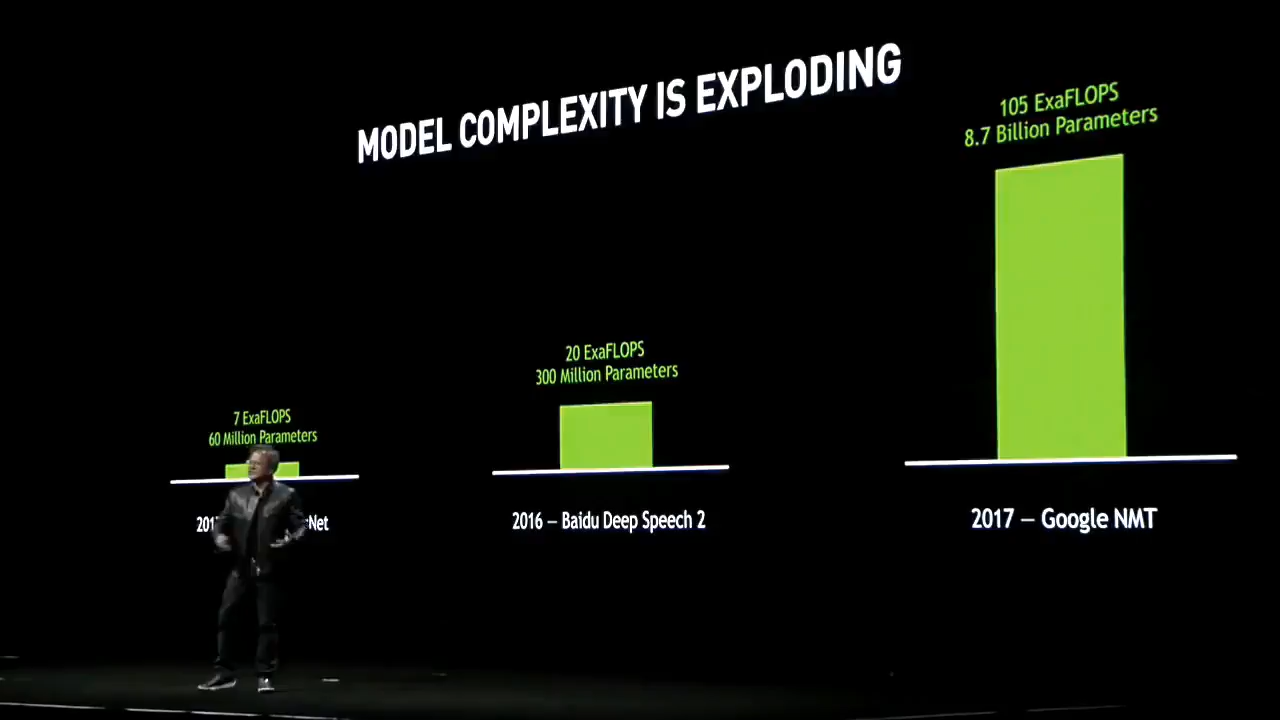 MODEL COMPLEXITY IS EXPLODING
105 ExaFLOPS
8.7 Billion Parameters
20 ExaFLOPS
300 Million Parameters
7 ExaFLOPS
60 Million Parameters
2016 – Baidu Deep Speech 2
2017 – Google NMT